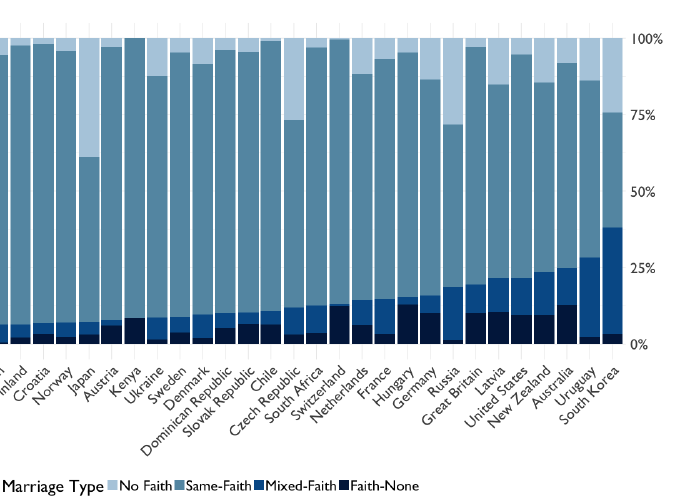 100%
75%
50%
25%
0%
inland
Croatia
Norway
Japan
Austria
Kenya
Ukraine
Sweden
Denmark
Dominican Republic
Slovak Republic
Chile
Czech Republic
South Africa
Switzerland
Netherlands
France
Hungary
Germany
Russia
Great Britain
Latvia
United States
New Zealand
Australia
Uruguay
South Korea
Marriage Type No Faith Same-Faith Mixed-Faith Faith-None